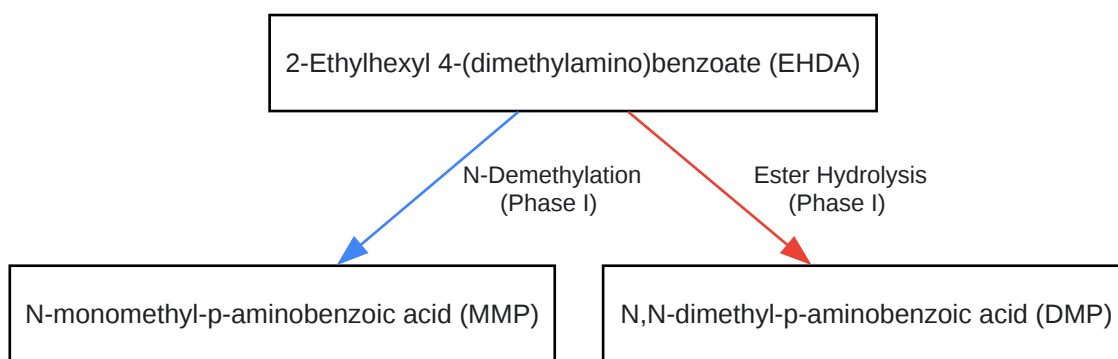 2-Ethylhexyl 4-(dimethylamino)benzoate (EHDA)
N-Demethylation
(Phase I)
Ester Hydrolysis
(Phase I)
N-monomethyl-p-aminobenzoic acid (MMP)
N,N-dimethyl-p-aminobenzoic acid (DMP)